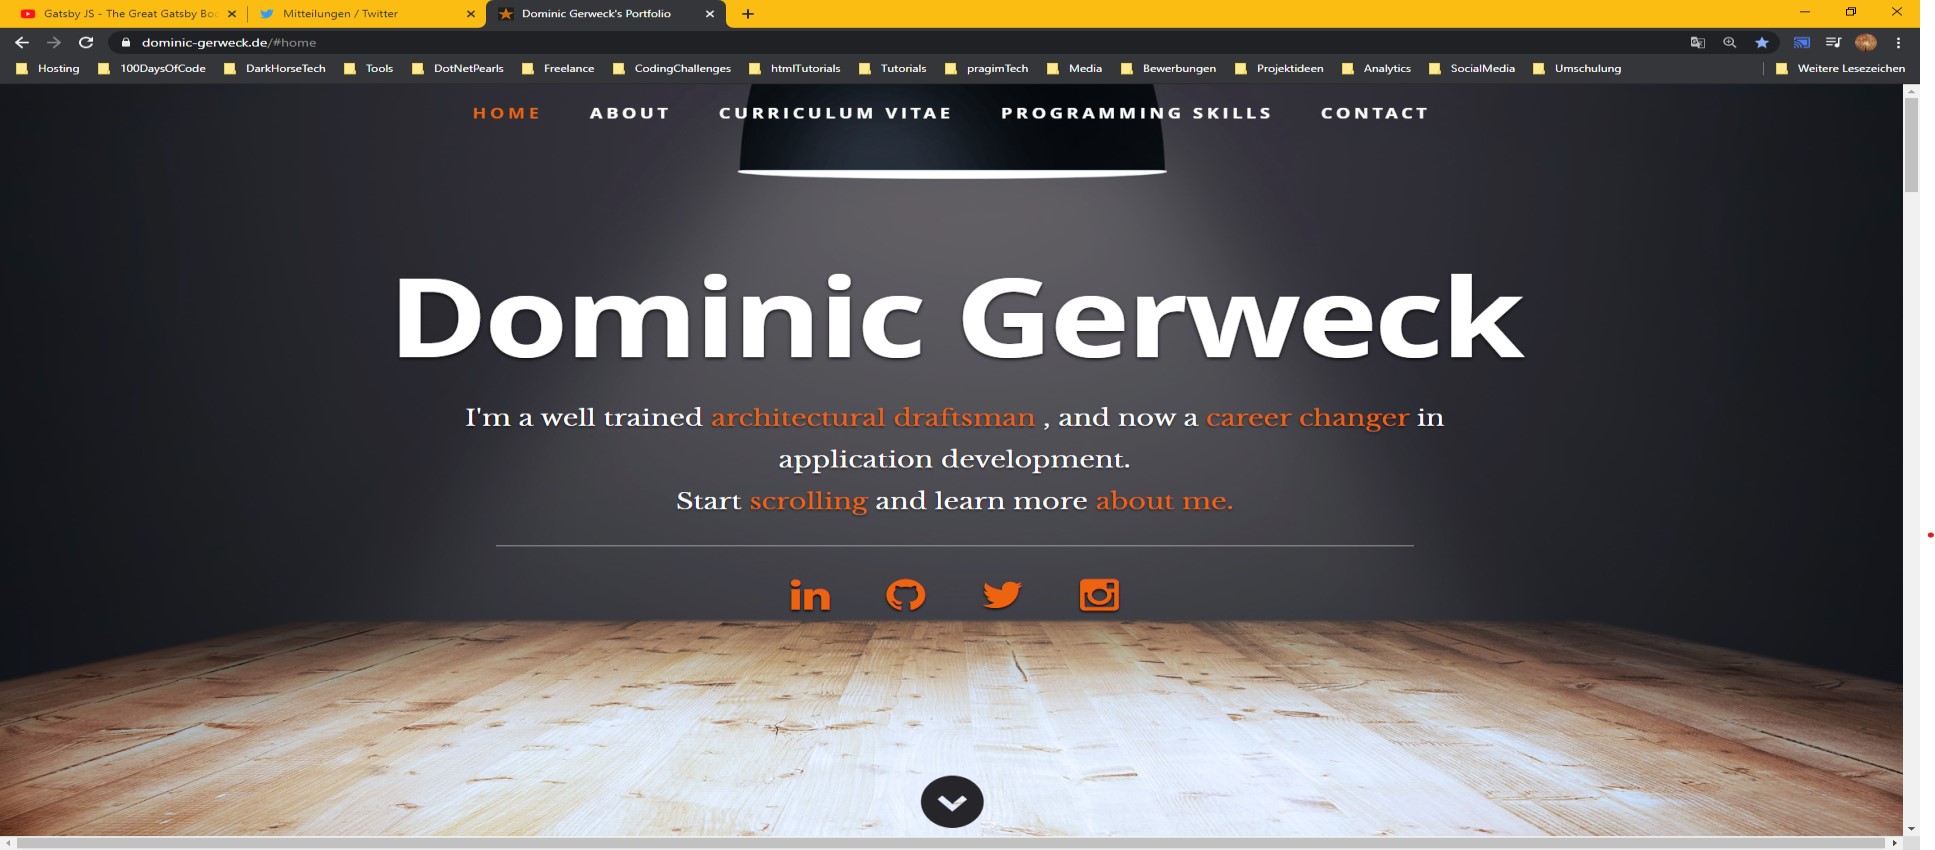 Gatsby JS - The Great Gatsby Boo
Mitteilungen / Twitter
Dominic Gerweck's Portfolio
dominic-gerweck.de/#home
Hosting 100DaysOfCode DarkHorseTech Tools DotNetPearls Freelance CodingChallenges htmlTutorials Tutorials pragimTech Media Bewerbungen Projektideen Analytics SocialMedia Umschulung Weitere Lesezeichen
HOME ABOUT CURRICULUM VITAE PROGRAMMING SKILLS CONTACT
Dominic Gerweck
I'm a well trained architectural draftsman , and now a career changer in
application development.
Start scrolling and learn more about me.
in